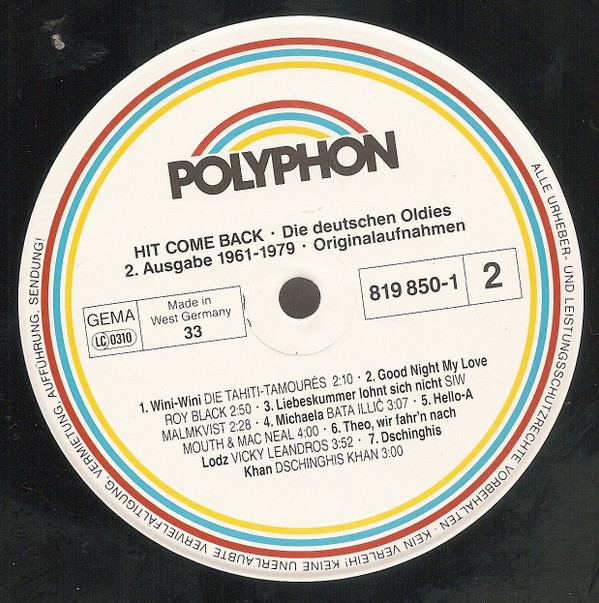 POLYPHON
HIT COME BACK · Die deutschen Oldies
2. Ausgabe 1961-1979 · Originalaufnahmen
GEMA
LC 0310
Made in
West Germany
33
819 850-1
2
1. Wini-Wini DIE TAHITI-TAMOURÈS 2:10 · 2. Good Night My Love
ROY BLACK 2:50 · 3. Liebeskummer lohnt sich nicht SIW
MALMKVIST 2:28 · 4. Michaela BATA ILLIĆ 3:07 · 5. Hello-A
MOUTH & MAC NEAL 4:00 · 6. Theo, wir fahr'n nach
Lodz VICKY LEANDROS 3:52 · 7. Dschinghis
Khan DSCHINGHIS KHAN 3:00
ALLE URHEBER- UND LEISTUNGSSCHUTZRECHTE VORBEHALTEN · KEIN VERLEIH! KEINE UNERLAUBTE VERVIELFÄLTIGUNG, VERMIETUNG, AUFFÜHRUNG, SENDUNG!